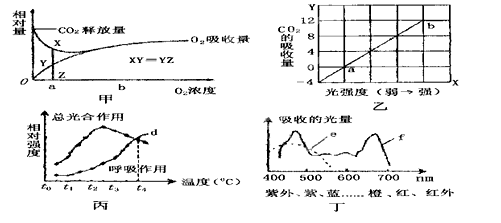 相对量
CO₂释放量
X
O₂吸收量
Y
XY＝YZ
Z
0
a
b
O₂浓度
甲
Y
CO₂的吸收量
12
8
4
0
-4
a
b
X
光强度（弱→强）
乙
相对强度
总光合作用
d
呼吸作用
t₀ t₁ t₂ t₃ t₄ 温度(°C)
丙
吸收的光量
e
f
400 500 600 700 nm
紫外、紫、蓝……橙、红、红外
丁